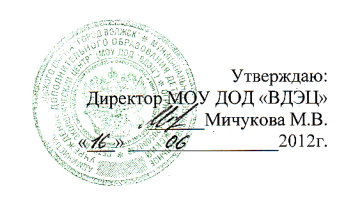 Утверждаю:
Директор МОУ ДОД «ВДЭЦ»
Мичукова М.В.
«16» 06 2012г.